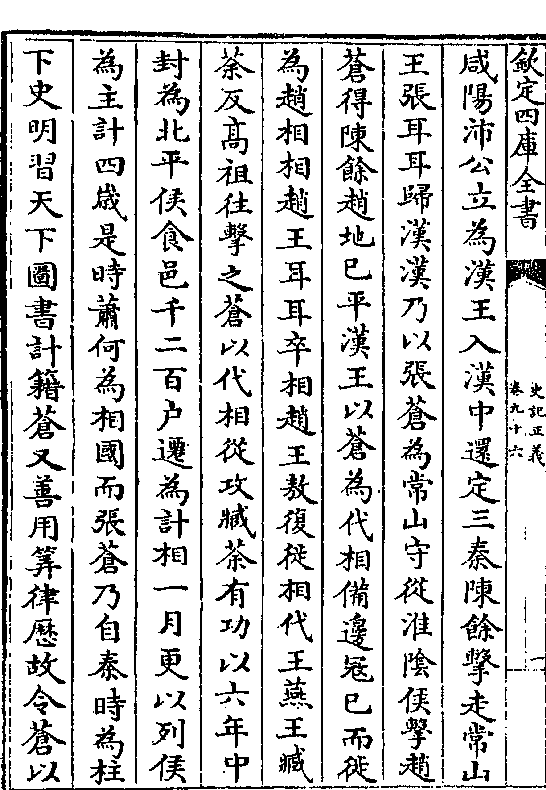 欽定四庫全書
史記正義
卷九十六
咸陽沛公立為漢王入漢中還定三秦陳餘擊走常山
王張耳耳歸漢漢乃以張蒼為常山守從淮陰侯擊趙
蒼得陳餘趙地已平漢王以蒼為代相備邊宼已而徙
為趙相相趙王耳耳卒相趙王敖復徙相代王燕王臧
荼反髙祖徃擊之蒼以代相從攻臧荼有功以六年中
封為北平侯食邑千二百户遷為計相一月更以列侯
為主計四嵗是時蕭何為相國而張蒼乃自秦時為柱
下史明習天下圖書計籍蒼又善用筭律厯故令蒼以